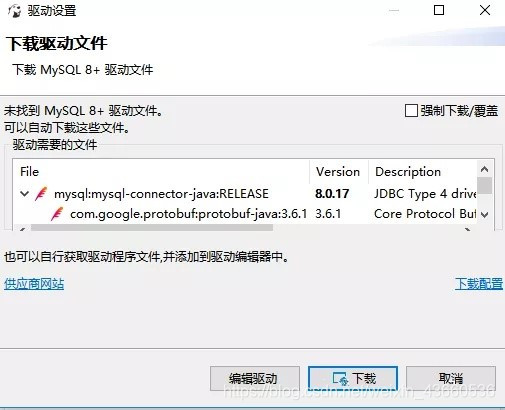 驱动设置
下载驱动文件
下载 MySQL 8+ 驱动文件
未找到 MySQL 8+ 驱动文件。
强制下载/覆盖
可以自动下载这些文件。
驱动需要的文件
File Version Description
mysql:mysql-connector-java:RELEASE 8.0.17 JDBC Type 4 drive
com.google.protobuf:protobuf-java:3.6.1 3.6.1 Core Protocol Buf
也可以自行获取驱动程序文件,并添加到驱动编辑器中。
供应商网站 下载配置
编辑驱动 下载 取消
https://blog.csdn.net/weixin_43660536